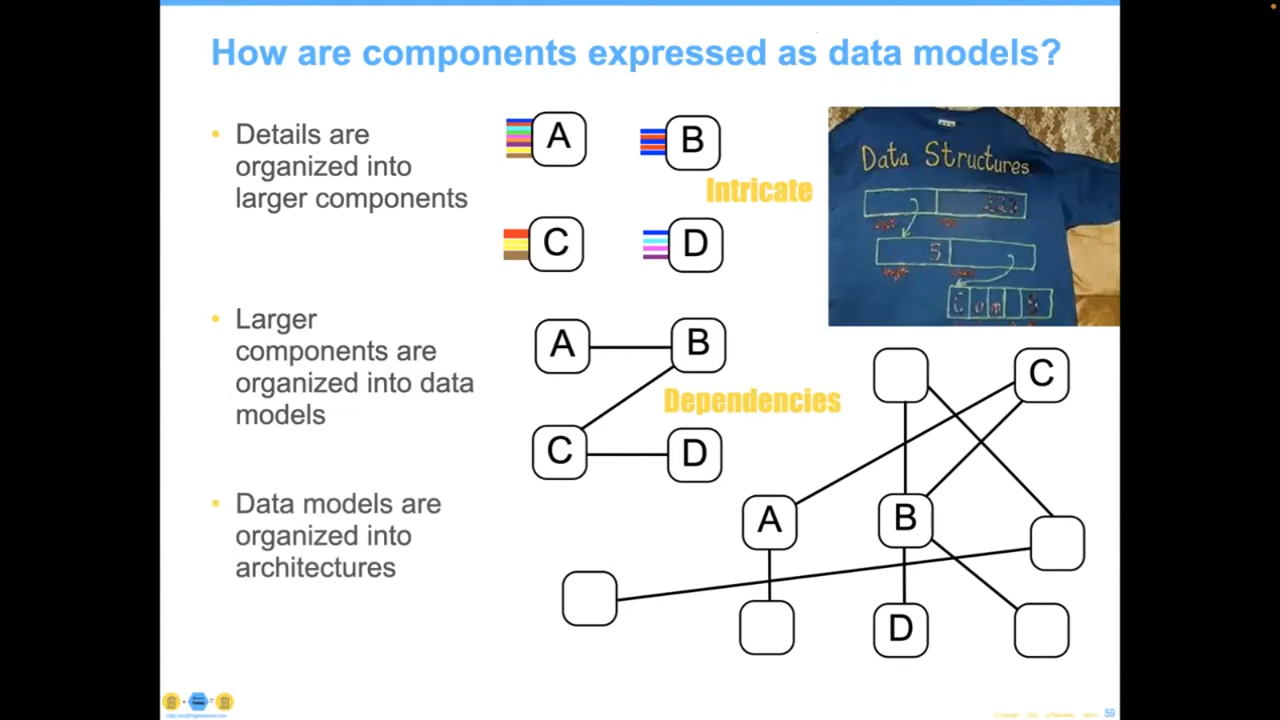 How are components expressed as data models?
Details are
organized into
larger components
A
B
Intricate
C
D
Data Structures
5
Larger
components are
organized into data
models
A
B
Dependencies
C
D
C
Data models are
organized into
architectures
A
B
D
59